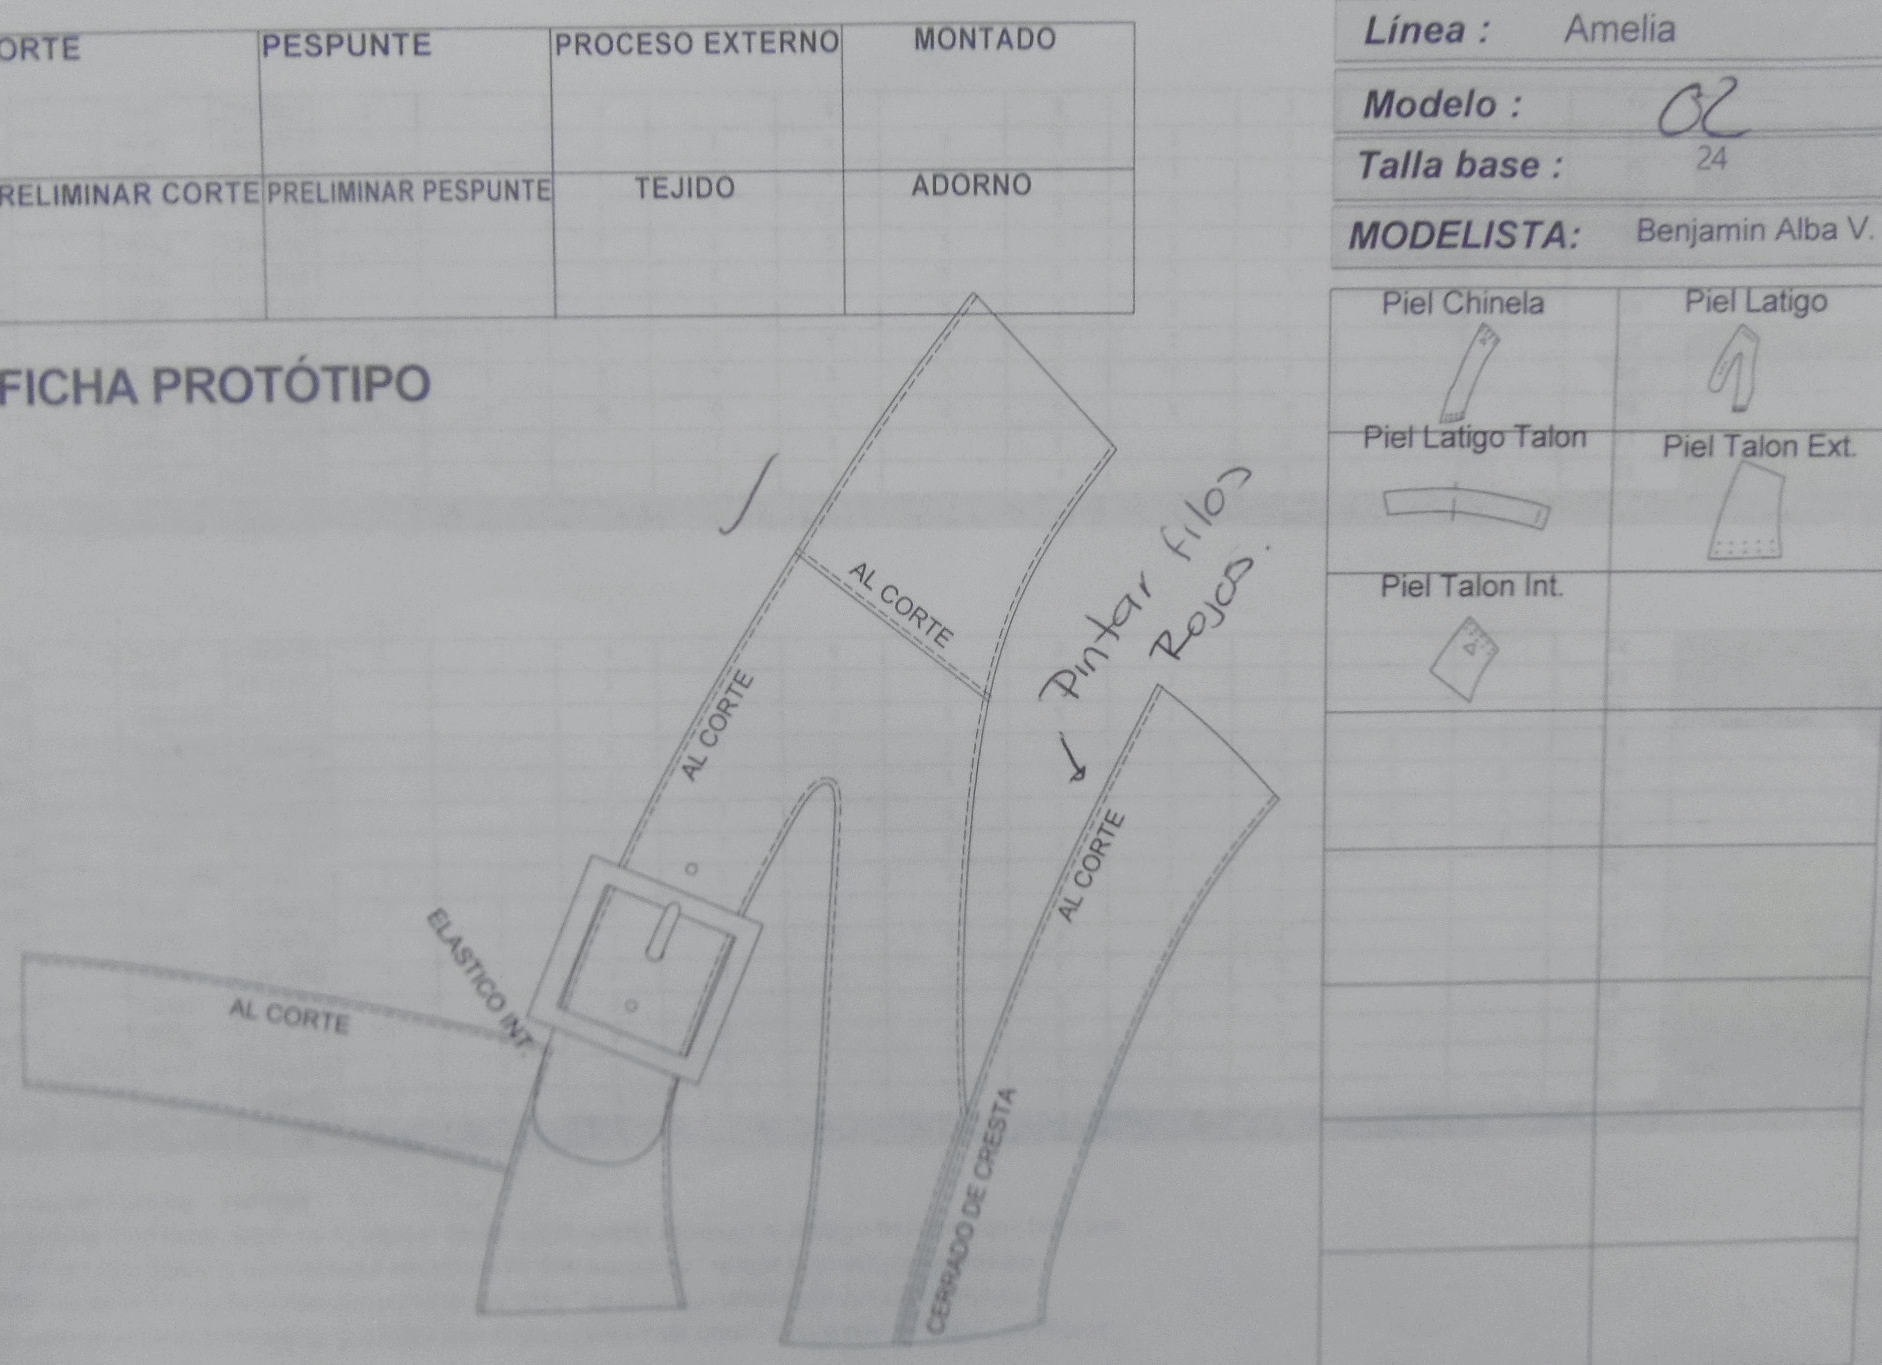 ORTE
PESPUNTE
PROCESO EXTERNO
MONTADO
RELIMINAR CORTE
PRELIMINAR PESPUNTE
TEJIDO
ADORNO
Línea : Amelia
Modelo : 02
Talla base : 24
MODELISTA: Benjamin Alba V.
FICHA PROTÓTIPO
Piel Chinela
Piel Latigo
Piel Latigo Talon
Piel Talon Ext.
Piel Talon Int.
AL CORTE
AL CORTE
Pintar filos
Rojos.
AL CORTE
ELASTICO INT.
AL CORTE
CERRADO DE CRESTA